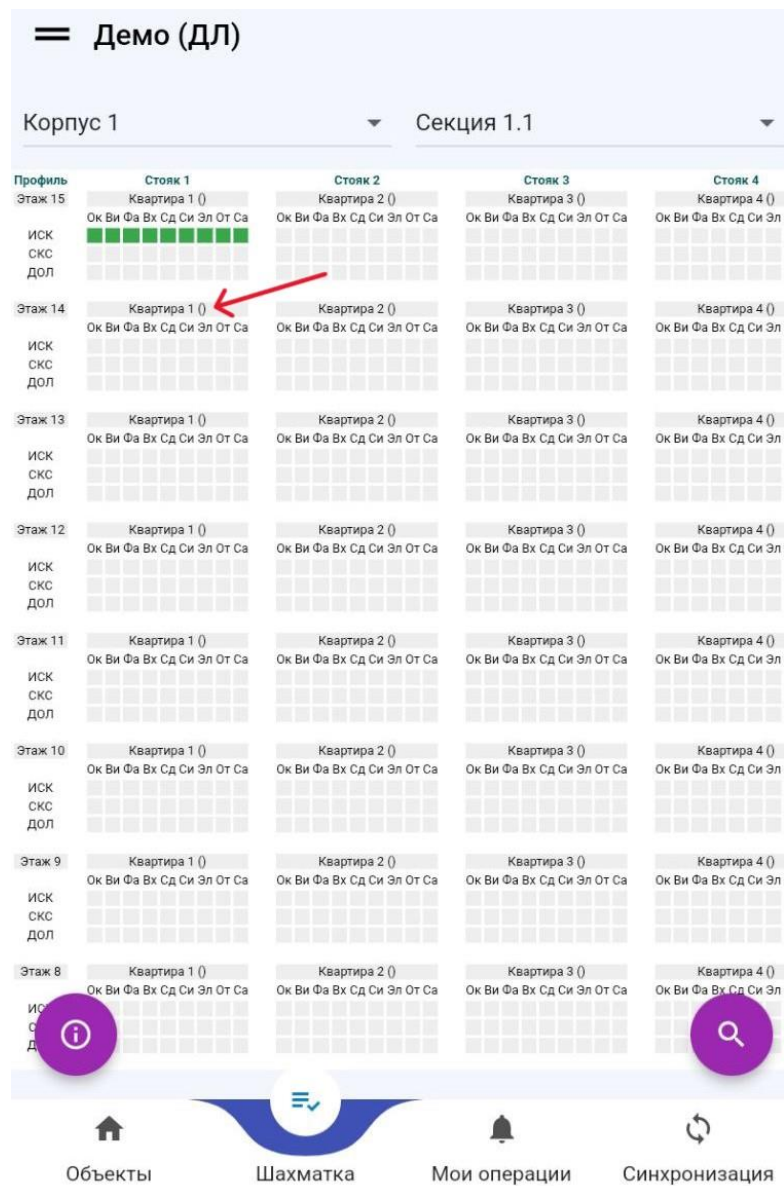 Демо (ДЛ)
Корпус 1 Секция 1.1
Профиль Стояк 1 Стояк 2 Стояк 3 Стояк 4
Этаж 15 Квартира 1 () Квартира 2 () Квартира 3 () Квартира 4 ()
Ок Ви Фа Вх Сд Си Эл От Са Ок Ви Фа Вх Сд Си Эл От Са Ок Ви Фа Вх Сд Си Эл От Са Ок Ви Фа Вх Сд Си Эл
ИСК
СКС
ДОЛ
Этаж 14 Квартира 1 () Квартира 2 () Квартира 3 () Квартира 4 ()
Ок Ви Фа Вх Сд Си Эл От Са Ок Ви Фа Вх Сд Си Эл От Са Ок Ви Фа Вх Сд Си Эл От Са Ок Ви Фа Вх Сд Си Эл
ИСК
СКС
ДОЛ
Этаж 13 Квартира 1 () Квартира 2 () Квартира 3 () Квартира 4 ()
Ок Ви Фа Вх Сд Си Эл От Са Ок Ви Фа Вх Сд Си Эл От Са Ок Ви Фа Вх Сд Си Эл От Са Ок Ви Фа Вх Сд Си Эл
ИСК
СКС
ДОЛ
Этаж 12 Квартира 1 () Квартира 2 () Квартира 3 () Квартира 4 ()
Ок Ви Фа Вх Сд Си Эл От Са Ок Ви Фа Вх Сд Си Эл От Са Ок Ви Фа Вх Сд Си Эл От Са Ок Ви Фа Вх Сд Си Эл
ИСК
СКС
ДОЛ
Этаж 11 Квартира 1 () Квартира 2 () Квартира 3 () Квартира 4 ()
Ок Ви Фа Вх Сд Си Эл От Са Ок Ви Фа Вх Сд Си Эл От Са Ок Ви Фа Вх Сд Си Эл От Са Ок Ви Фа Вх Сд Си Эл
ИСК
СКС
ДОЛ
Этаж 10 Квартира 1 () Квартира 2 () Квартира 3 () Квартира 4 ()
Ок Ви Фа Вх Сд Си Эл От Са Ок Ви Фа Вх Сд Си Эл От Са Ок Ви Фа Вх Сд Си Эл От Са Ок Ви Фа Вх Сд Си Эл
ИСК
СКС
ДОЛ
Этаж 9 Квартира 1 () Квартира 2 () Квартира 3 () Квартира 4 ()
Ок Ви Фа Вх Сд Си Эл От Са Ок Ви Фа Вх Сд Си Эл От Са Ок Ви Фа Вх Сд Си Эл От Са Ок Ви Фа Вх Сд Си Эл
ИСК
СКС
ДОЛ
Этаж 8 Квартира 1 () Квартира 2 () Квартира 3 () Квартира 4 ()
Ок Ви Фа Вх Сд Си Эл От Са Ок Ви Фа Вх Сд Си Эл От Са Ок Ви Фа Вх Сд Си Эл От Са Ок Ви Фа Вх Сд Си Эл
Объекты Шахматка Мои операции Синхронизация